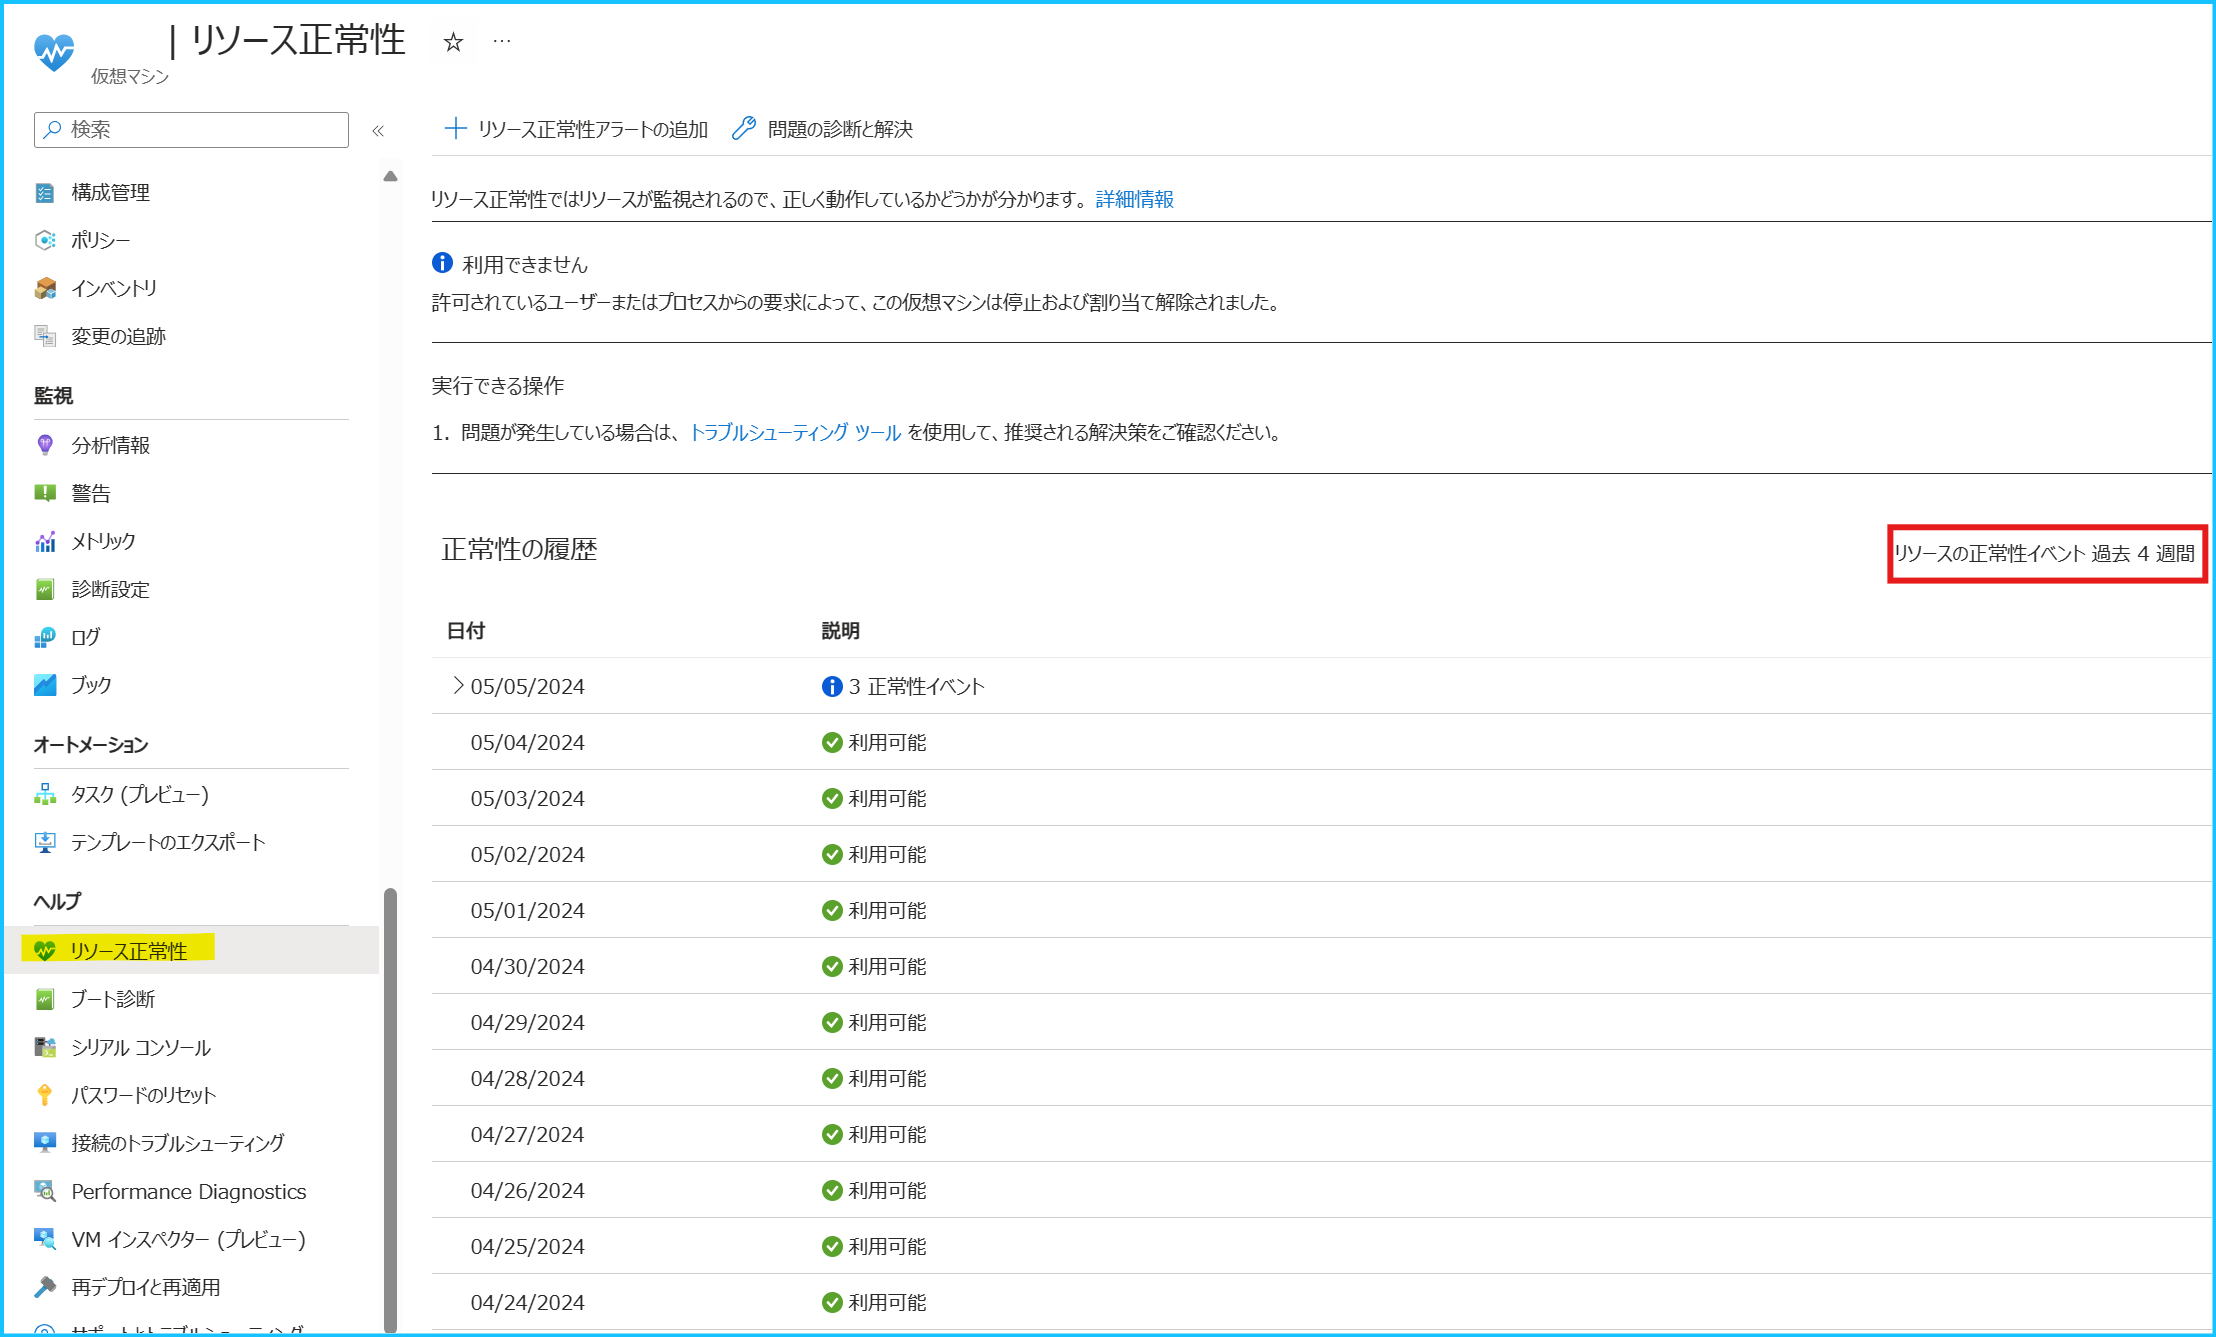 | リソース正常性
仮想マシン
検索
構成管理
ポリシー
インベントリ
変更の追跡
監視
分析情報
警告
メトリック
診断設定
ログ
ブック
オートメーション
タスク (プレビュー)
テンプレートのエクスポート
ヘルプ
リソース正常性
ブート診断
シリアル コンソール
パスワードのリセット
接続のトラブルシューティング
Performance Diagnostics
VM インスペクター (プレビュー)
再デプロイと再適用
サポートとトラブルシューティング
リソース正常性アラートの追加 問題の診断と解決
リソース正常性ではリソースが監視されるので、正しく動作しているかどうかが分かります。 詳細情報
利用できません
許可されているユーザーまたはプロセスからの要求によって、この仮想マシンは停止および割り当て解除されました。
実行できる操作
1. 問題が発生している場合は、トラブルシューティング ツール を使用して、推奨される解決策をご確認ください。
正常性の履歴
リソースの正常性イベント 過去 4 週間
日付 説明
05/05/2024 3 正常性イベント
05/04/2024 利用可能
05/03/2024 利用可能
05/02/2024 利用可能
05/01/2024 利用可能
04/30/2024 利用可能
04/29/2024 利用可能
04/28/2024 利用可能
04/27/2024 利用可能
04/26/2024 利用可能
04/25/2024 利用可能
04/24/2024 利用可能